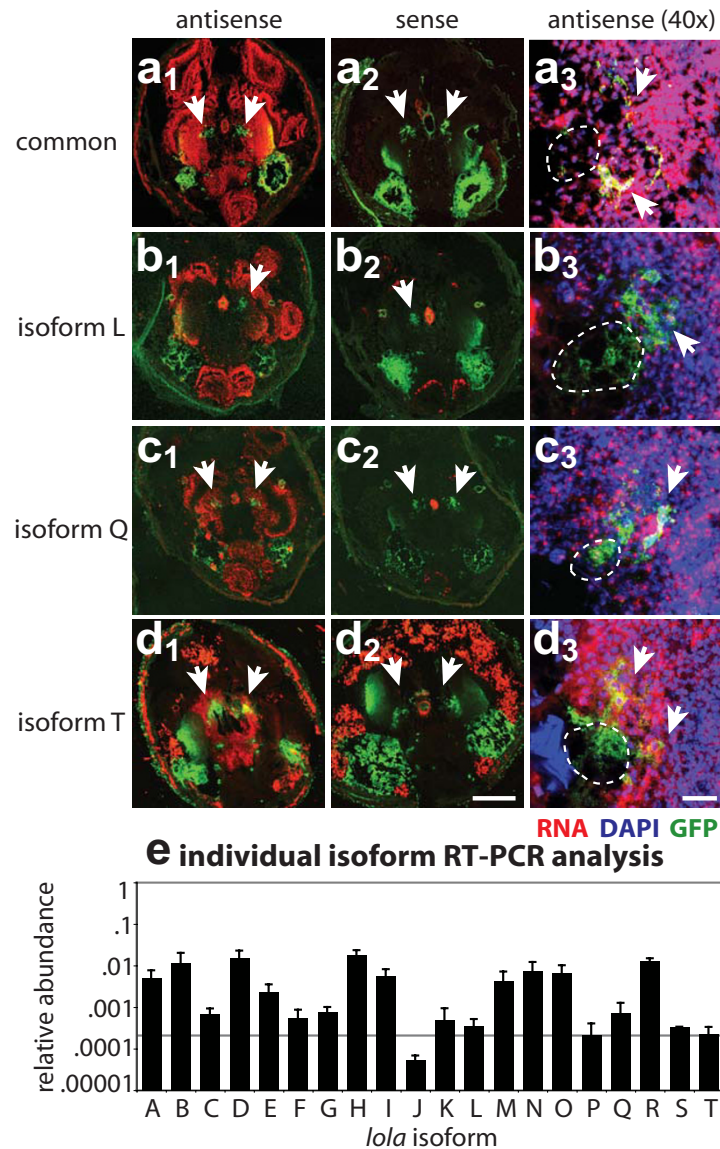 antisense sense antisense (40x)
common a1 a2 a3
isoform L b1 b2 b3
isoform Q c1 c2 c3
isoform T d1 d2 d3
RNA DAPI GFP
e individual isoform RT-PCR analysis
relative abundance
1
.1
.01
.001
.0001
.00001
A B C D E F G H I J K L M N O P Q R S T
lola isoform